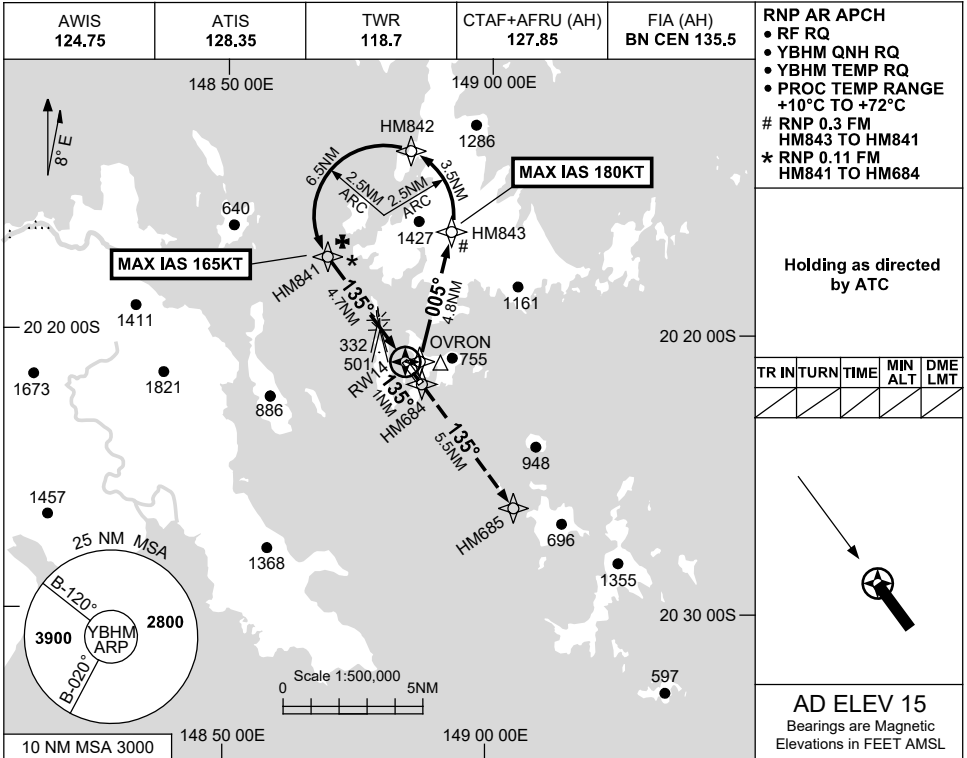 AWIS
124.75
ATIS
128.35
TWR
118.7
CTAF+AFRU (AH)
127.85
FIA (AH)
BN CEN 135.5
RNP AR APCH
• RF RQ
• YBHM QNH RQ
• YBHM TEMP RQ
• PROC TEMP RANGE
+10°C TO +72°C
# RNP 0.3 FM
HM843 TO HM841
* RNP 0.11 FM
HM841 TO HM684
Holding as directed
by ATC
TR IN
TURN
TIME
MIN
ALT
DME
LMT
148 50 00E
149 00 00E
8° E
HM842
1286
6.5NM
3.5NM
2.5NM
ARC
2.5NM
ARC
MAX IAS 180KT
640
1427
HM843
#
MAX IAS 165KT
*
HM841
135°
4.7NM
005°
4.8NM
1161
1411
20 20 00S
20 20 00S
332
501
OVRON
755
RW14
1673
1821
886
135°
1NM
HM684
135°
5.5NM
948
HM685
696
1457
1368
1355
25 NM MSA
B-120°
3900
YBHM
ARP
2800
B-020°
20 30 00S
597
Scale 1:500,000
0
5NM
10 NM MSA 3000
148 50 00E
149 00 00E
AD ELEV 15
Bearings are Magnetic
Elevations in FEET AMSL